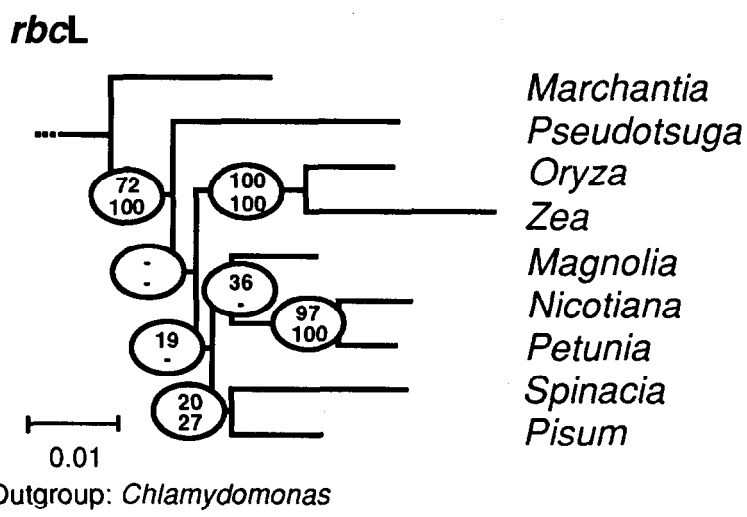 rbcL
Marchantia
Pseudotsuga
72
100
100
100
Oryza
Zea
-
-
36
-
Magnolia
97
100
Nicotiana
Petunia
19
-
20
27
Spinacia
Pisum
0.01
Outgroup: Chlamydomonas